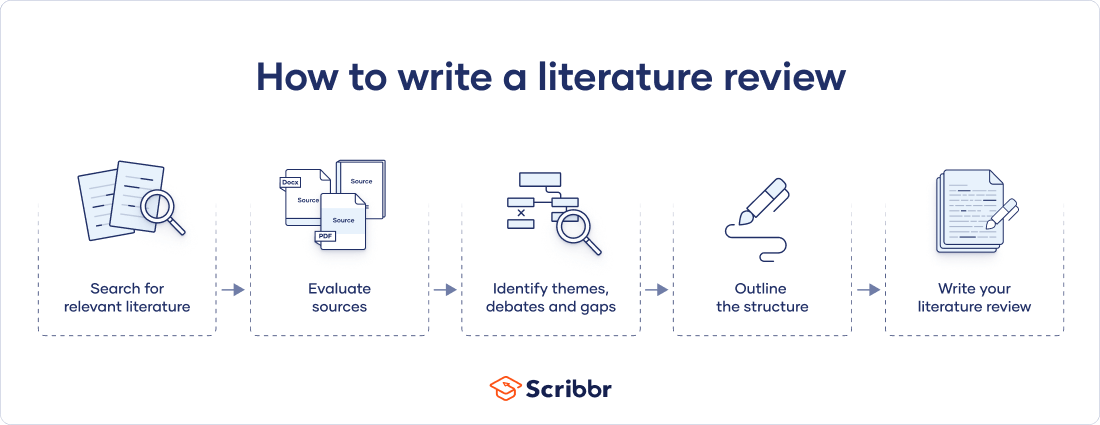 How to write a literature review
Docx
Source
Source
Source
PDF
Search for
relevant literature
Evaluate
sources
Identify themes,
debates and gaps
Outline
the structure
Write your
literature review
Scribbr